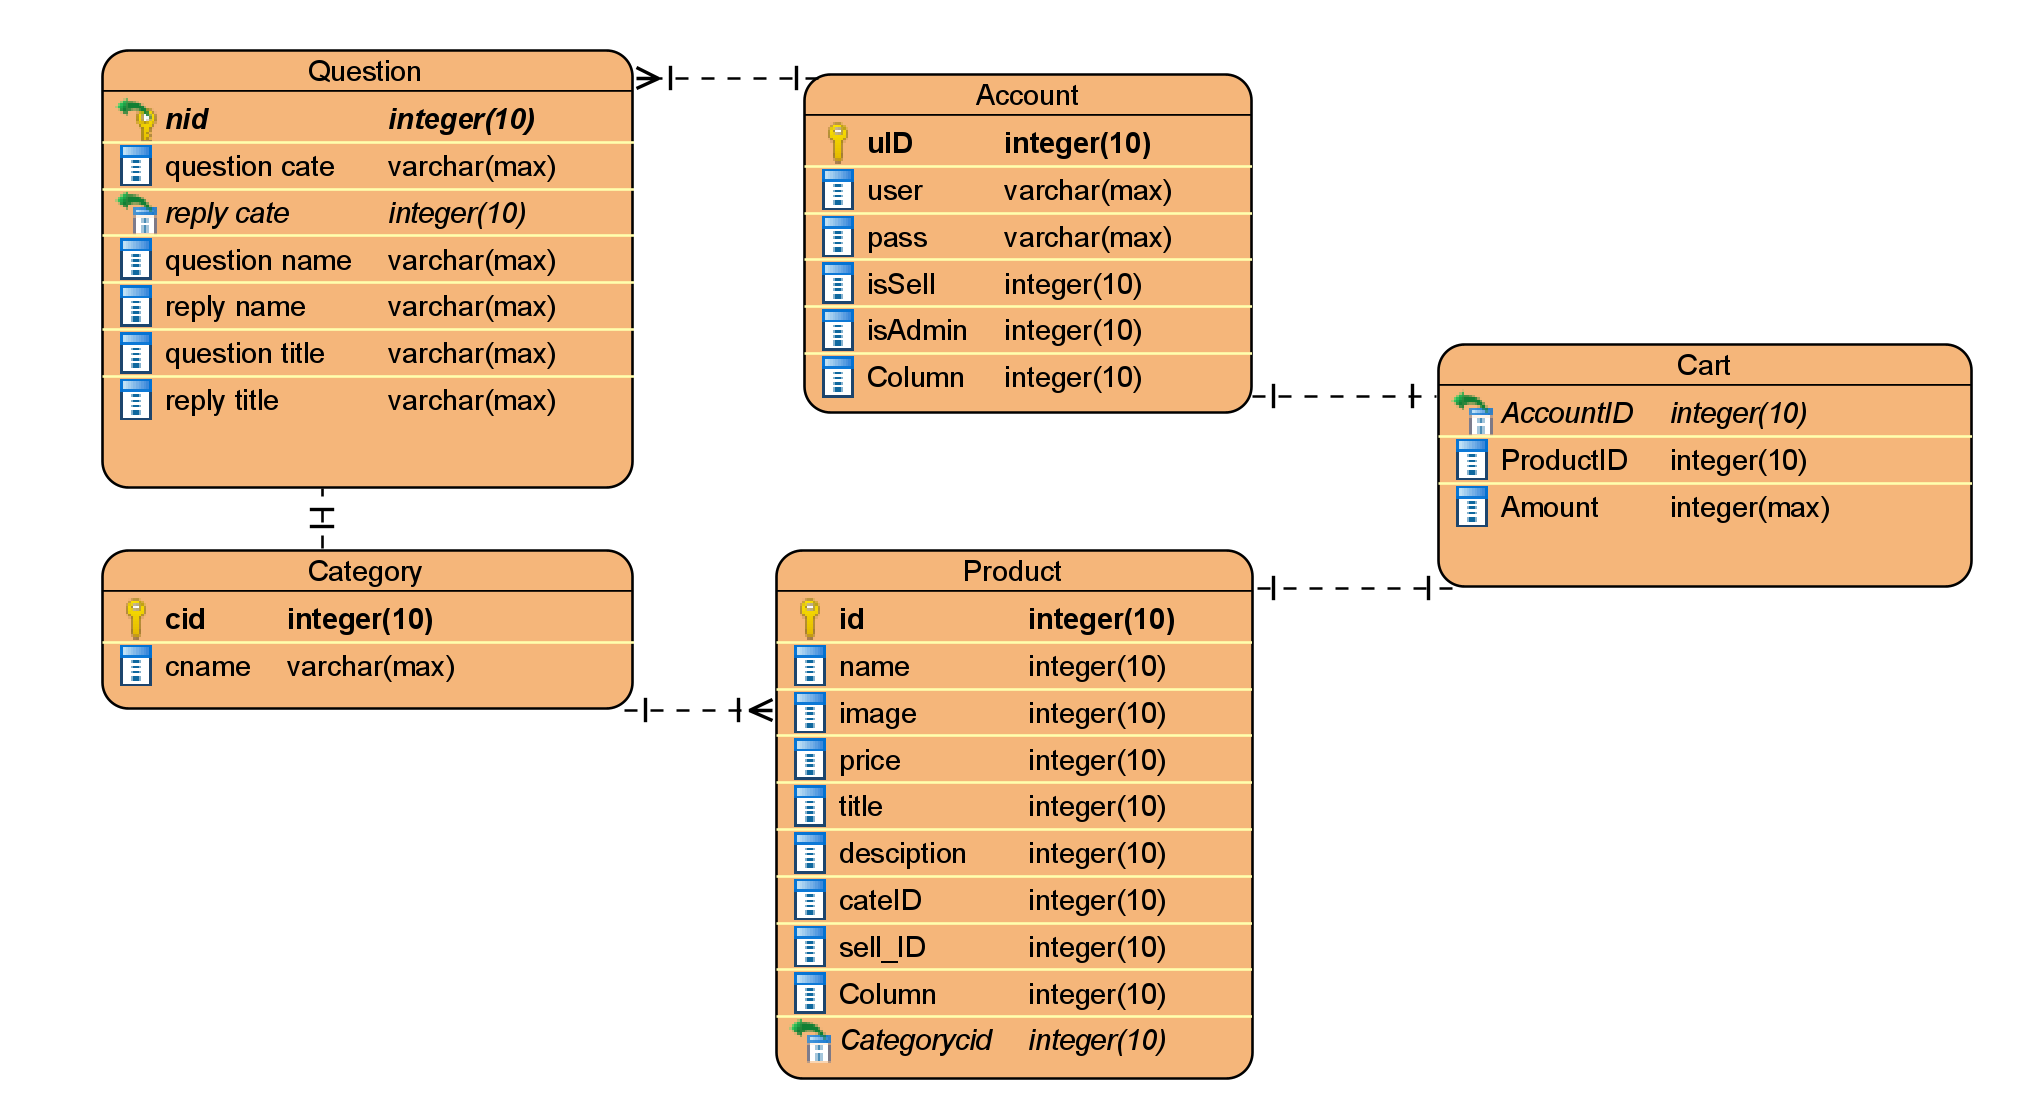 Question
nid integer(10)
question cate varchar(max)
reply cate integer(10)
question name varchar(max)
reply name varchar(max)
question title varchar(max)
reply title varchar(max)
Account
uID integer(10)
user varchar(max)
pass varchar(max)
isSell integer(10)
isAdmin integer(10)
Column integer(10)
Cart
AccountID integer(10)
ProductID integer(10)
Amount integer(max)
Category
cid integer(10)
cname varchar(max)
Product
id integer(10)
name integer(10)
image integer(10)
price integer(10)
title integer(10)
desciption integer(10)
cateID integer(10)
sell_ID integer(10)
Column integer(10)
Categorycid integer(10)